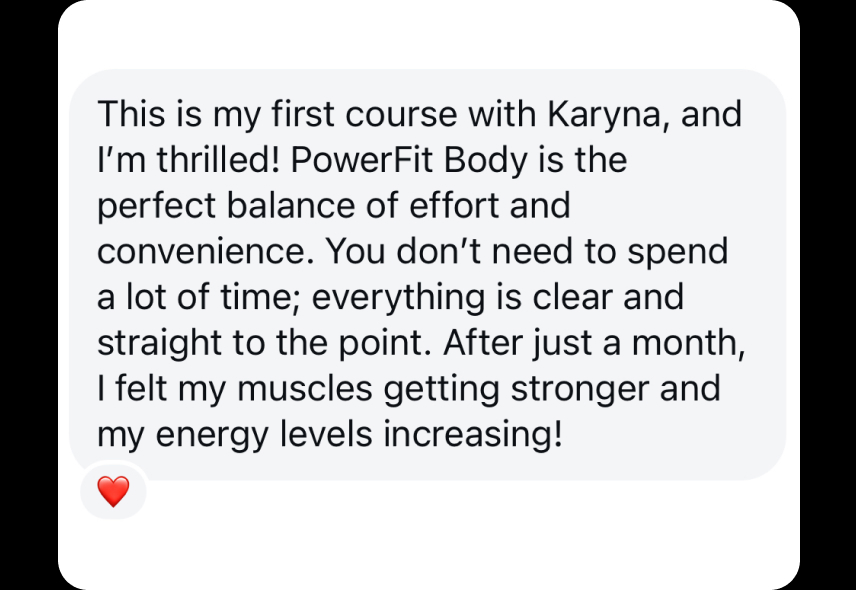 This is my first course with Karyna, and
I’m thrilled! PowerFit Body is the
perfect balance of effort and
convenience. You don’t need to spend
a lot of time; everything is clear and
straight to the point. After just a month,
I felt my muscles getting stronger and
my energy levels increasing!